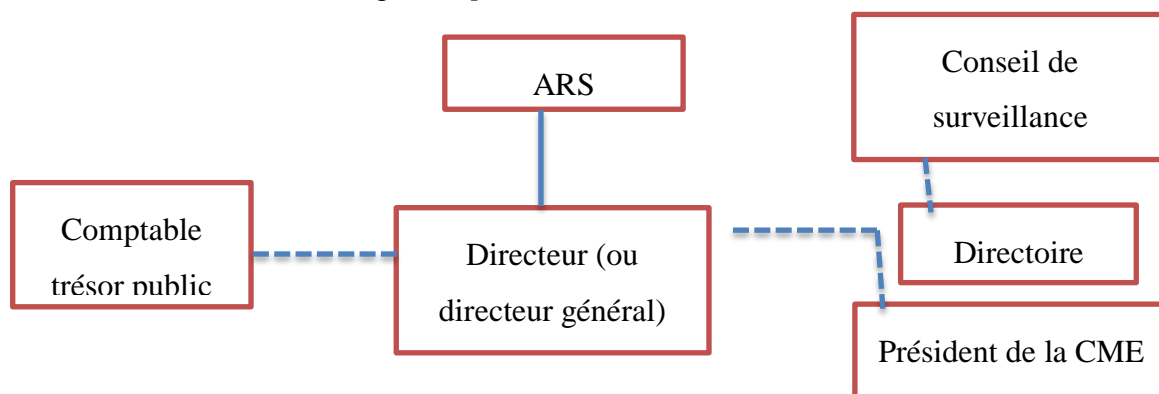 ARS
Conseil de
surveillance
Comptable
trésor public
Directeur (ou
directeur général)
Directoire
Président de la CME